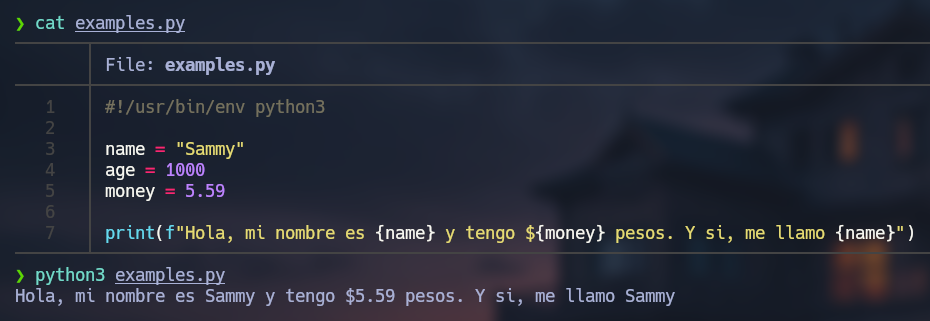 ❯ cat examples.py
File: examples.py
1 #!/usr/bin/env python3
2
3 name = "Sammy"
4 age = 1000
5 money = 5.59
6
7 print(f"Hola, mi nombre es {name} y tengo ${money} pesos. Y si, me llamo {name}")
❯ python3 examples.py
Hola, mi nombre es Sammy y tengo $5.59 pesos. Y si, me llamo Sammy